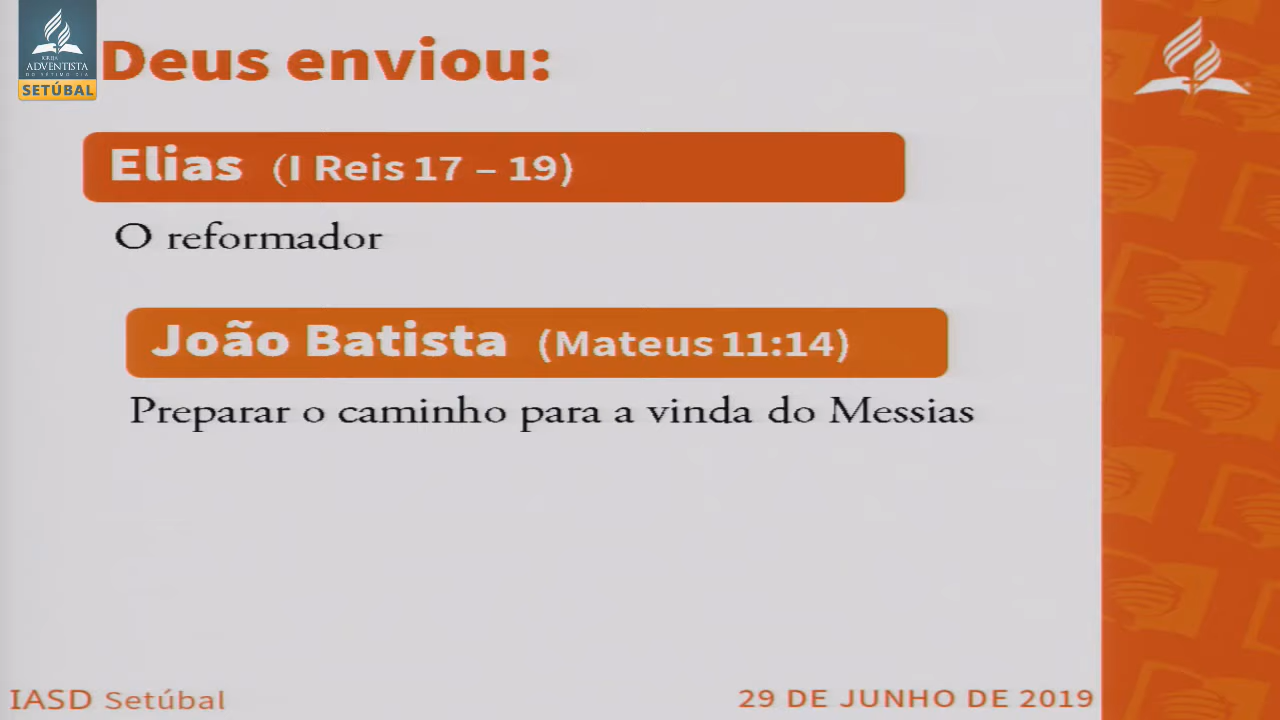 IGREJA
ADVENTISTA
DO SÉTIMO DIA
SETÚBAL
Deus enviou:
Elias (I Reis 17 – 19)
O reformador
João Batista (Mateus 11:14)
Preparar o caminho para a vinda do Messias
IASD Setúbal
29 DE JUNHO DE 2019